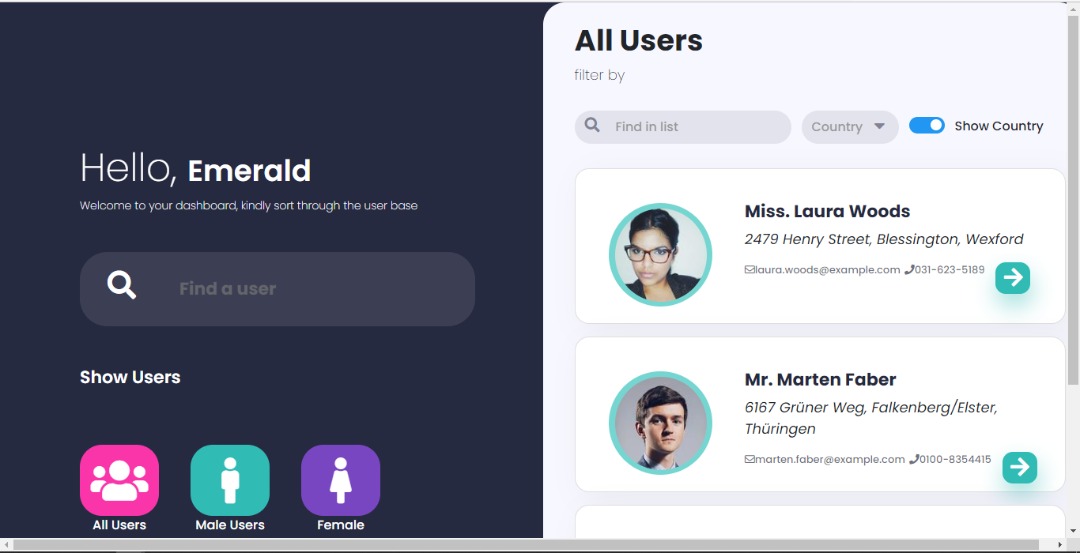 Hello, Emerald
Welcome to your dashboard, kindly sort through the user base
Find a user
Show Users
All Users
Male Users
Female
All Users
filter by
Find in list
Country
Show Country
Miss. Laura Woods
2479 Henry Street, Blessington, Wexford
laura.woods@example.com 031-623-5189
Mr. Marten Faber
6167 Grüner Weg, Falkenberg/Elster,
Thüringen
marten.faber@example.com 0100-8354415